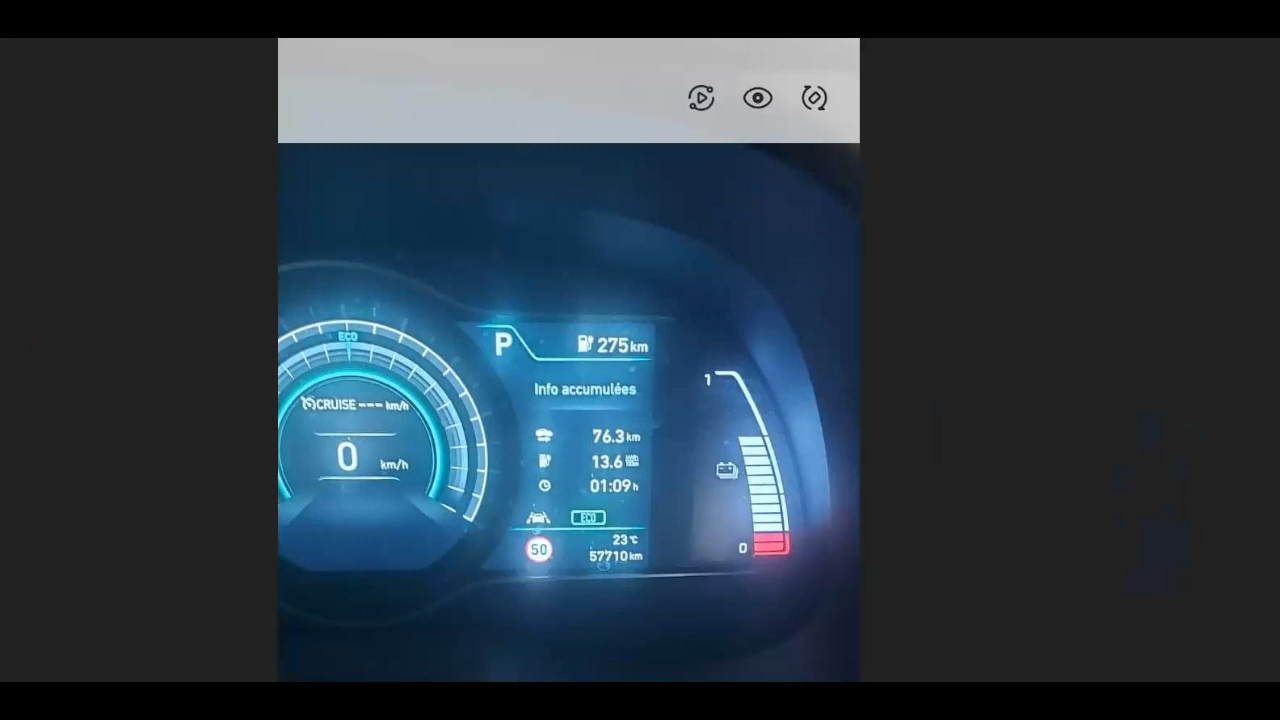 ECO
CRUISE --- km/h
0 km/h
P
275 km
Info accumulées
76.3 km
13.6
01:09 h
ECO
50
23 °C
57710 km
1
0